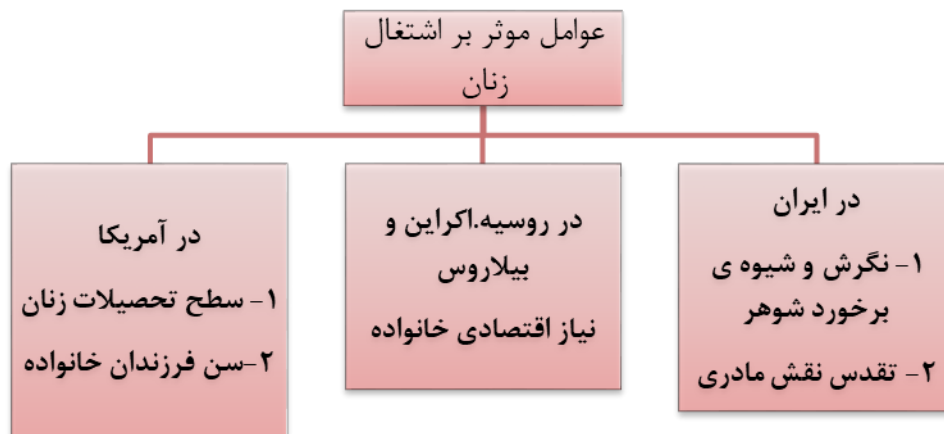 عوامل موثر بر اشتغال
زنان
در ایران
۱- نگرش و شیوه ی
برخورد شوهر
۲- تقدس نقش مادری
در روسیه.اکراین و
بیلاروس
نیاز اقتصادی خانواده
در آمریکا
۱- سطح تحصیلات زنان
۲-سن فرزندان خانواده